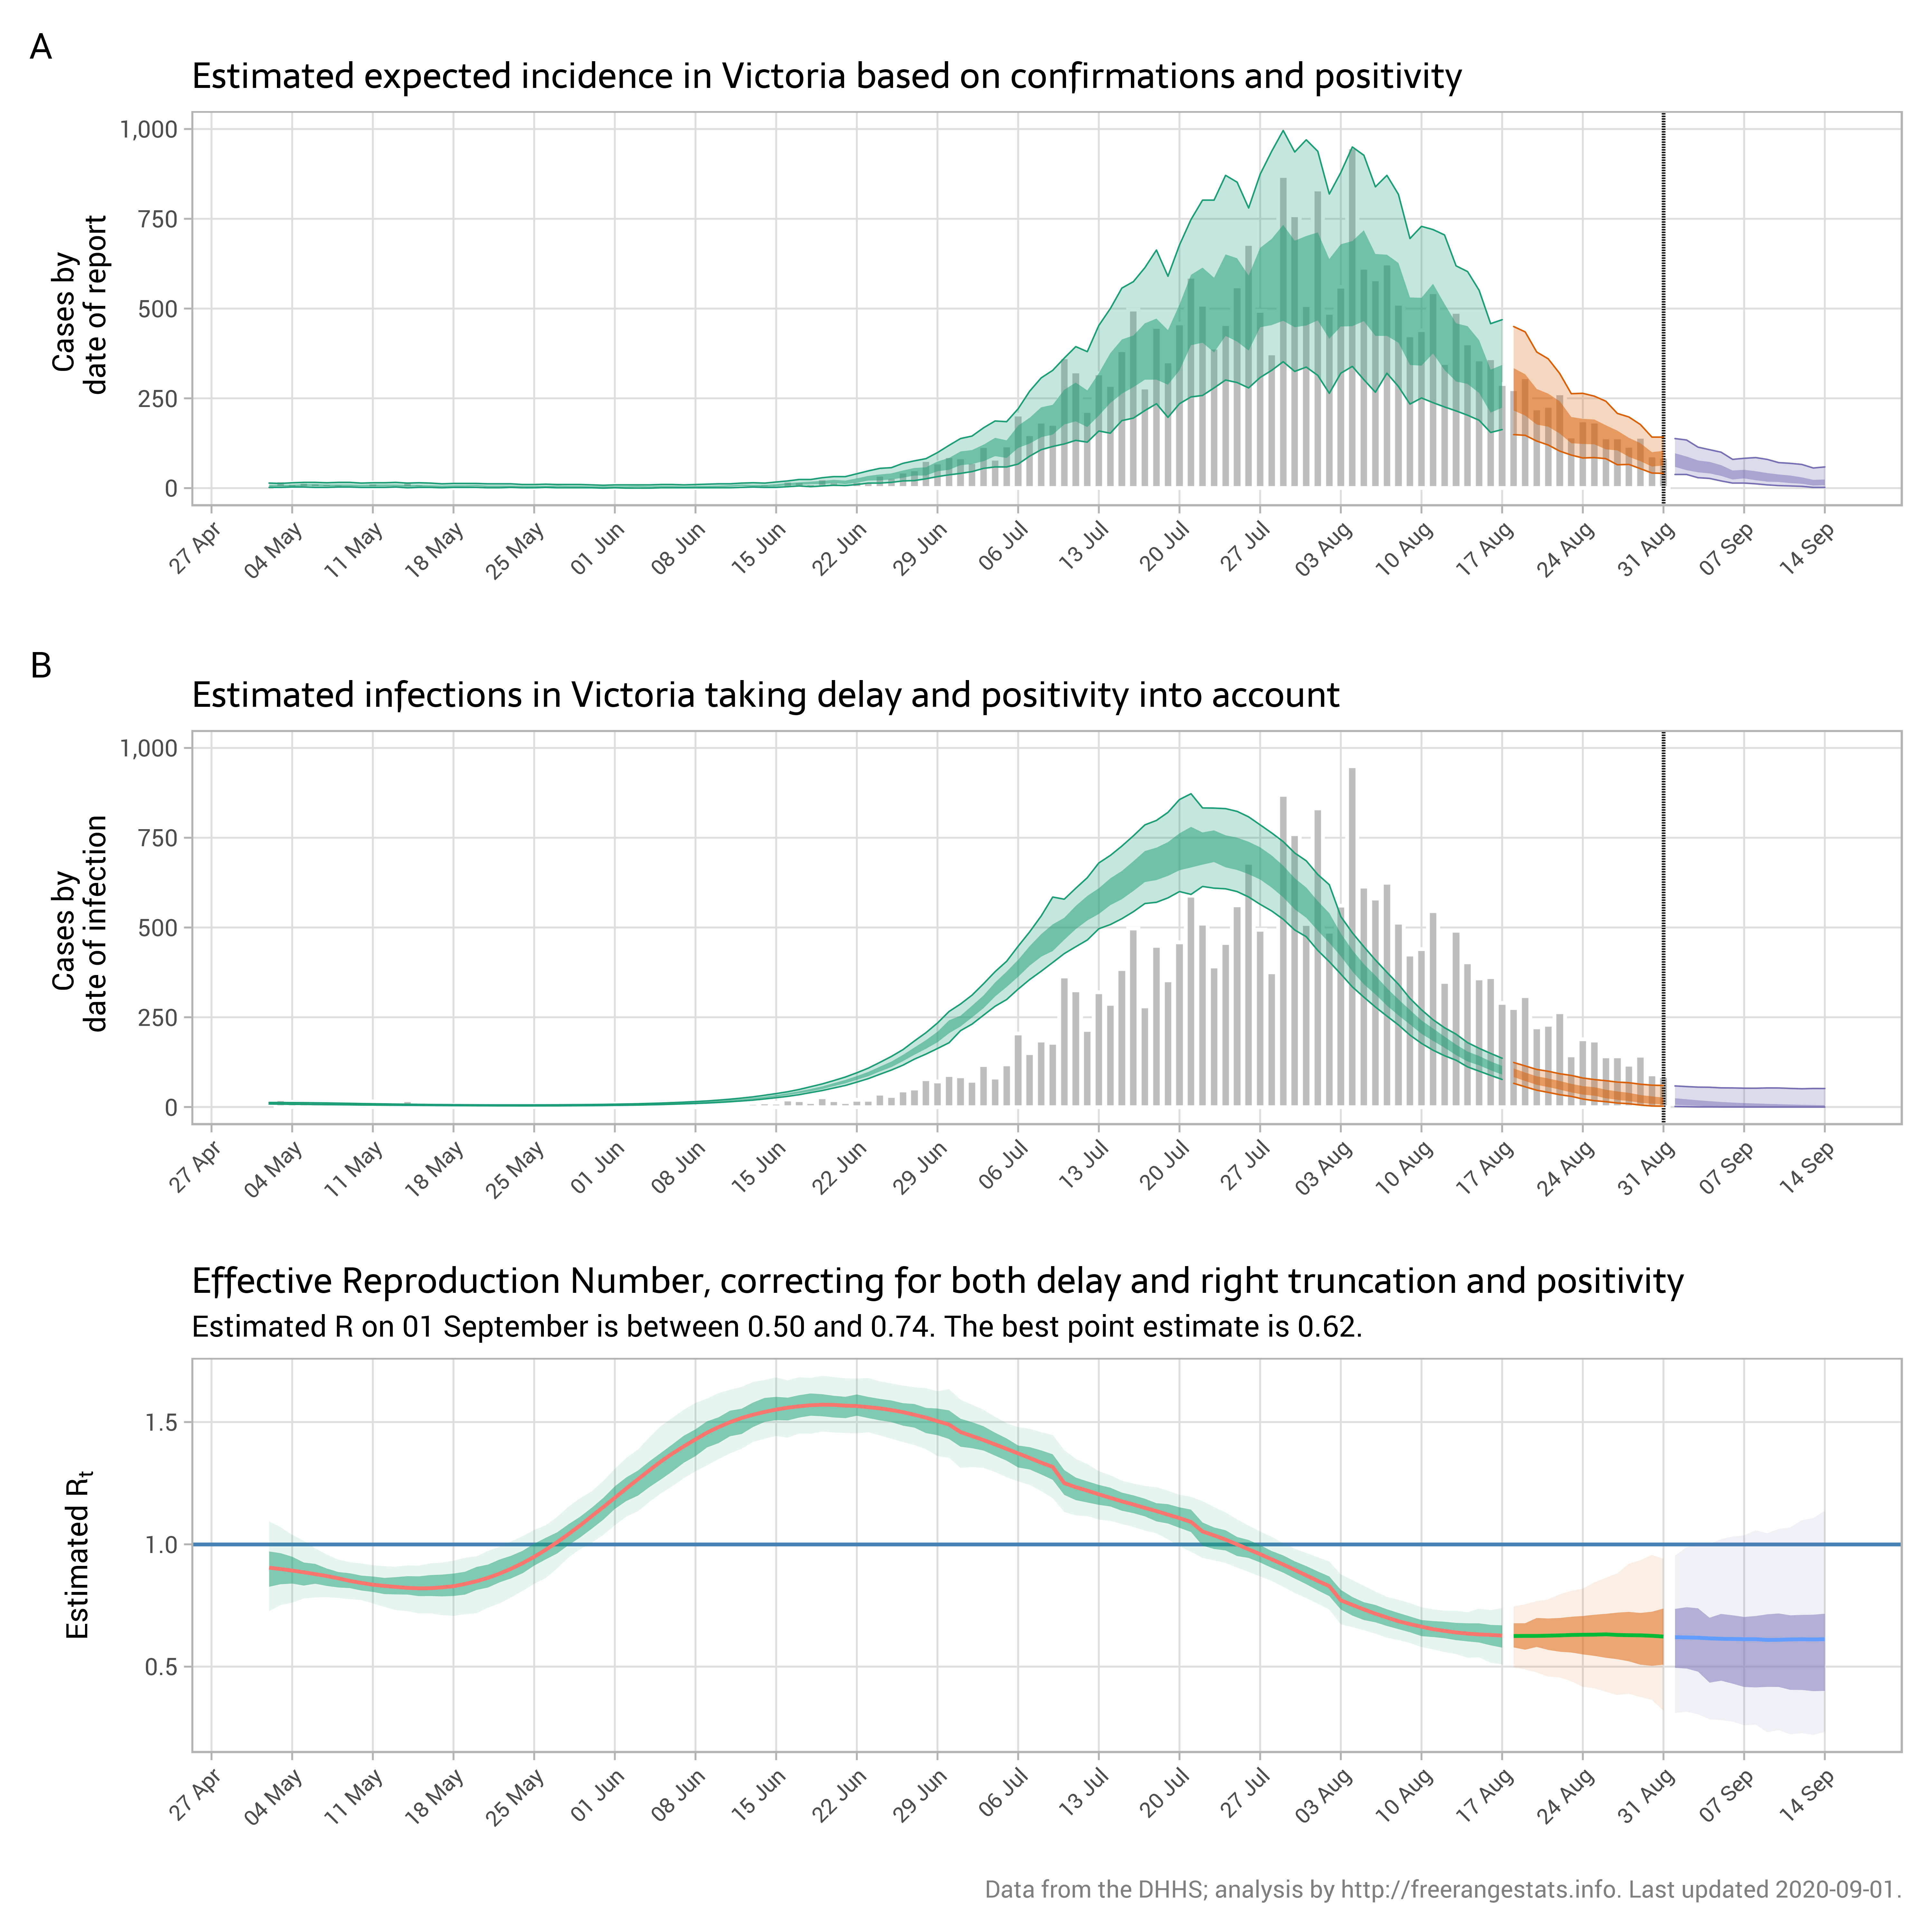 A
Estimated expected incidence in Victoria based on confirmations and positivity
Cases by
date of report
1,000
750
500
250
0
27 Apr
04 May
11 May
18 May
25 May
01 Jun
08 Jun
15 Jun
22 Jun
29 Jun
06 Jul
13 Jul
20 Jul
27 Jul
03 Aug
10 Aug
17 Aug
24 Aug
31 Aug
07 Sep
14 Sep
B
Estimated infections in Victoria taking delay and positivity into account
Cases by
date of infection
1,000
750
500
250
0
27 Apr
04 May
11 May
18 May
25 May
01 Jun
08 Jun
15 Jun
22 Jun
29 Jun
06 Jul
13 Jul
20 Jul
27 Jul
03 Aug
10 Aug
17 Aug
24 Aug
31 Aug
07 Sep
14 Sep
Effective Reproduction Number, correcting for both delay and right truncation and positivity
Estimated R on 01 September is between 0.50 and 0.74. The best point estimate is 0.62.
Estimated Rt
1.5
1.0
0.5
27 Apr
04 May
11 May
18 May
25 May
01 Jun
08 Jun
15 Jun
22 Jun
29 Jun
06 Jul
13 Jul
20 Jul
27 Jul
03 Aug
10 Aug
17 Aug
24 Aug
31 Aug
07 Sep
14 Sep
Data from the DHHS; analysis by http://freerangestats.info. Last updated 2020-09-01.